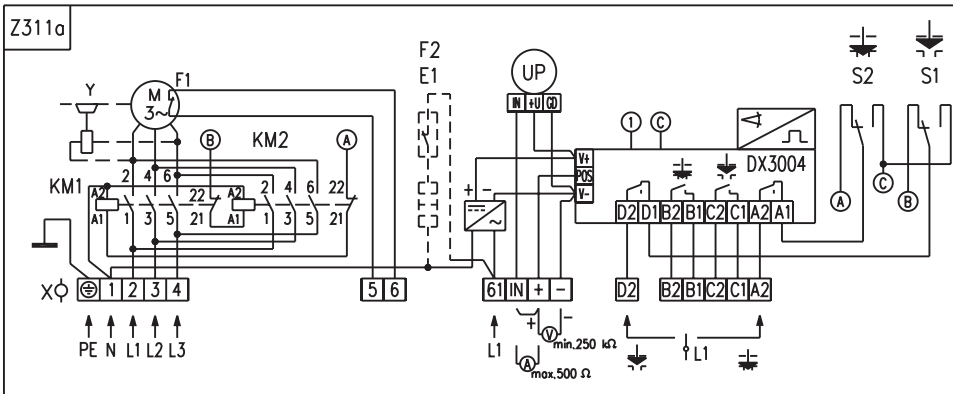 Z311a
F2
E1
UP
IN +U GD
S2 S1
Y
M
3~
F1
B
KM2
A
1
C
V+
POS
V-
DX3004
2 4 6
KM1
A2
A1
1 3 5
22
21
A2
A1
2 4 6
1 3 5
22
21
+ -
~
D2 D1 B2 B1 C2 C1 A2 A1
A
C
B
X
1 2 3 4
5 6
61 IN + -
D2 B2 B1 C2 C1 A2
PE N L1 L2 L3
L1
+ V -
min.250 kΩ
A
max.500 Ω
L1